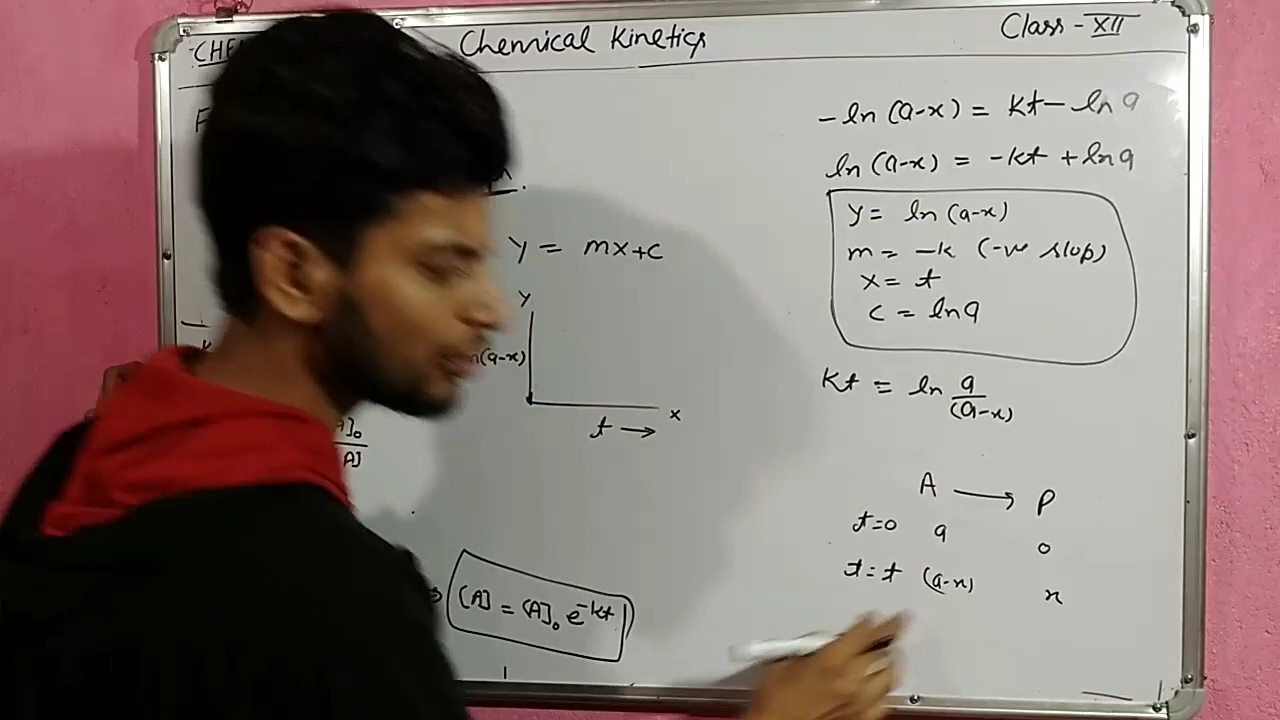 Chemical Kinetics
Class - XII
y = mx+c
y
(a-x)
x
t →
A]₀
A]
[A] = [A]₀ e^-kt
-ln (a-x) = Kt - ln a
ln (a-x) = -kt + ln a
y = ln (a-x)
m = -k (-ve slop)
x = t
c = ln a
Kt = ln a/(a-x)
A → P
t=0 a 0
t=t (a-x) x